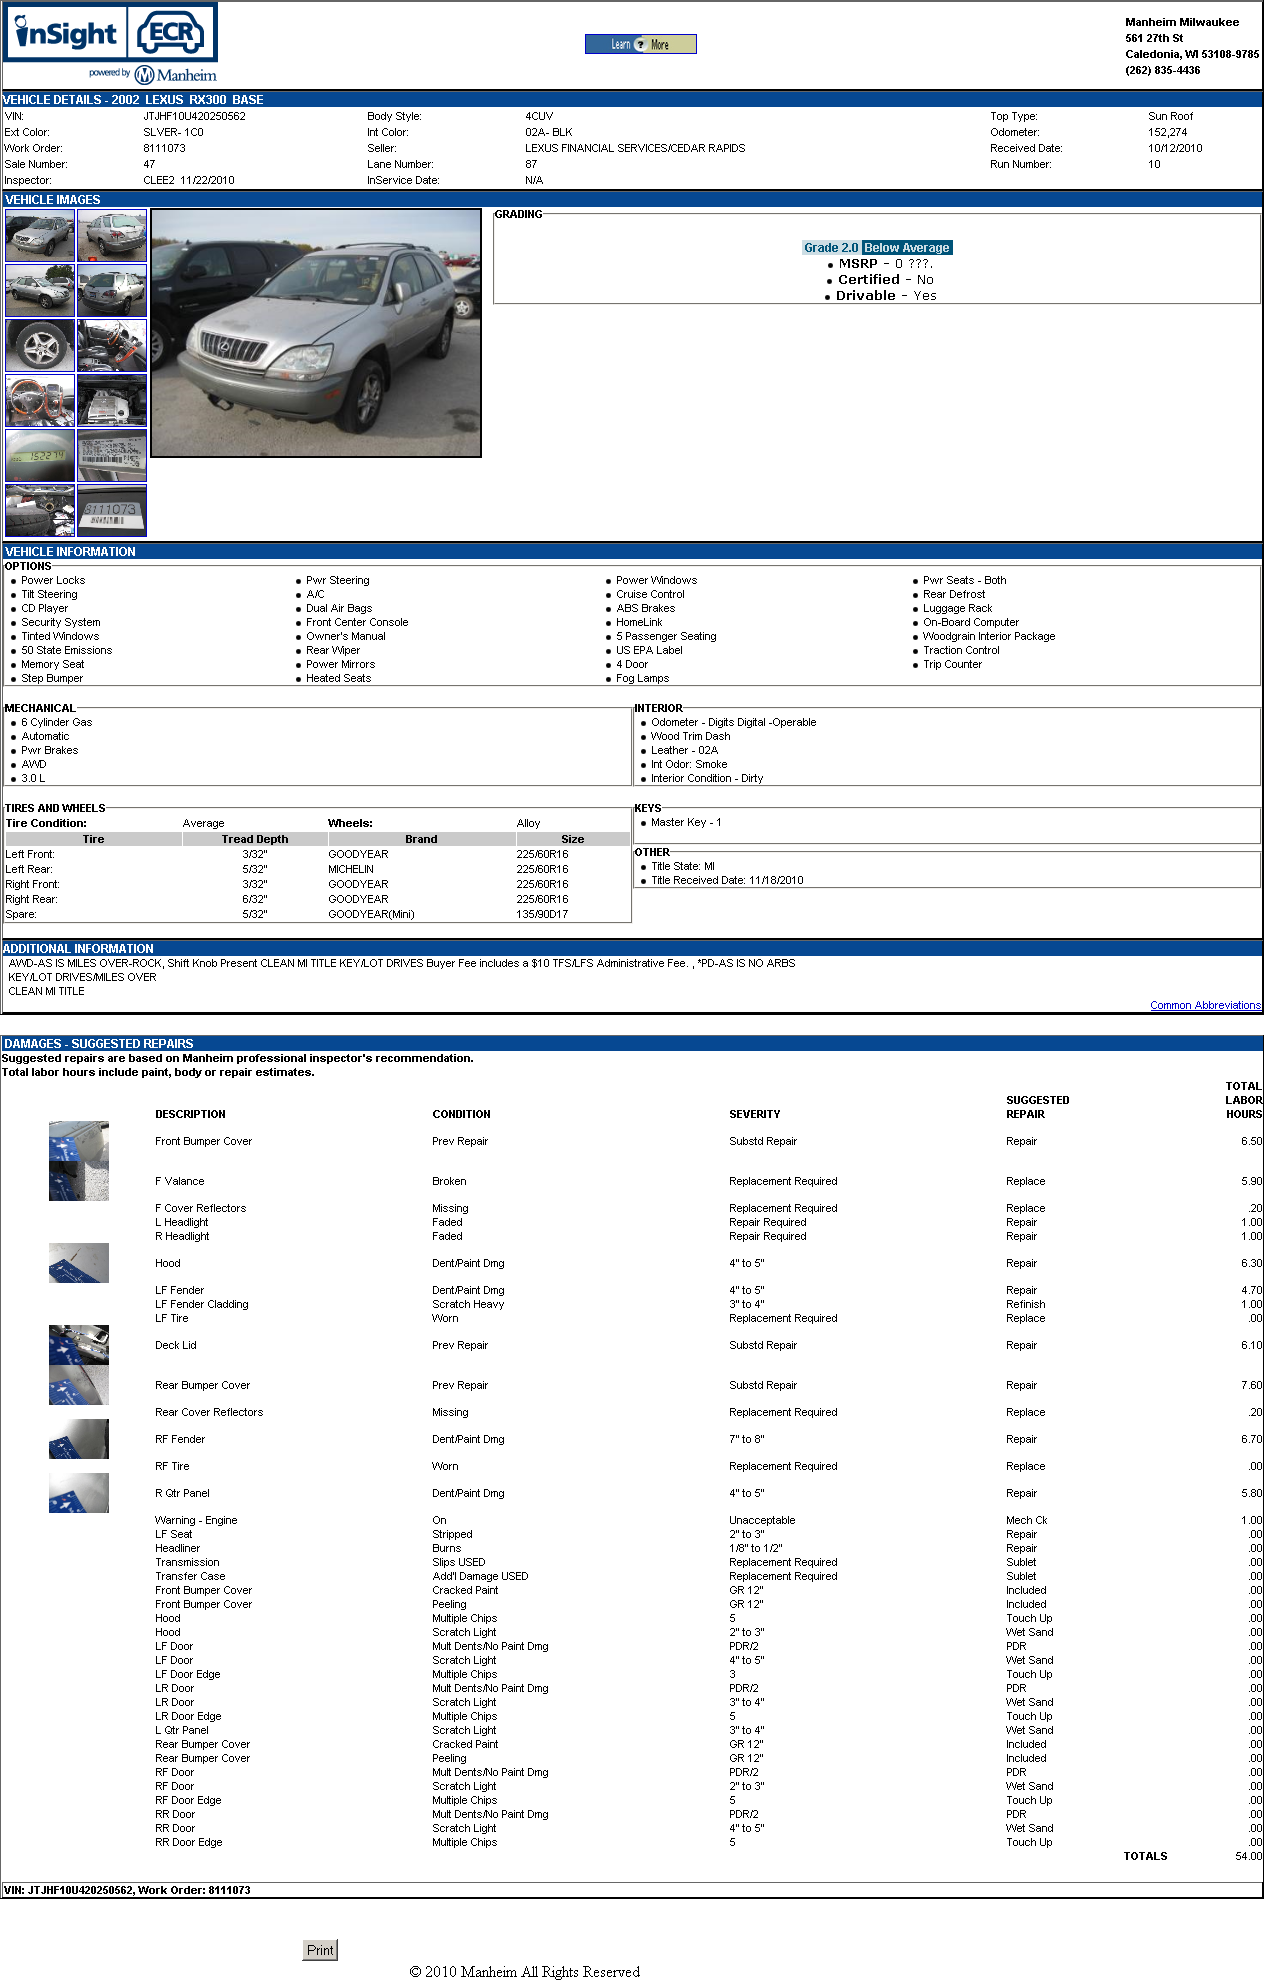 inSight ECR
powered by Manheim
Learn ? More
Manheim Milwaukee
561 27th St
Caledonia, WI 53108-9785
(262) 835-4436
VEHICLE DETAILS - 2002 LEXUS RX300 BASE
VIN: JTJHF10U420250562 Body Style: 4CUV Top Type: Sun Roof
Ext Color: SLVER- 1C0 Int Color: 02A- BLK Odometer: 152,274
Work Order: 8111073 Seller: LEXUS FINANCIAL SERVICES/CEDAR RAPIDS Received Date: 10/12/2010
Sale Number: 47 Lane Number: 87 Run Number: 10
Inspector: CLEE2 11/22/2010 InService Date: N/A
VEHICLE IMAGES
152274
8111073
GRADING
Grade 2.0 Below Average
MSRP - 0 ???.
Certified - No
Drivable - Yes
VEHICLE INFORMATION
OPTIONS
Power Locks Pwr Steering Power Windows Pwr Seats - Both
Tilt Steering A/C Cruise Control Rear Defrost
CD Player Dual Air Bags ABS Brakes Luggage Rack
Security System Front Center Console HomeLink On-Board Computer
Tinted Windows Owner's Manual 5 Passenger Seating Woodgrain Interior Package
50 State Emissions Rear Wiper US EPA Label Traction Control
Memory Seat Power Mirrors 4 Door Trip Counter
Step Bumper Heated Seats Fog Lamps
MECHANICAL
6 Cylinder Gas
Automatic
Pwr Brakes
AWD
3.0 L
INTERIOR
Odometer - Digits Digital -Operable
Wood Trim Dash
Leather - 02A
Int Odor: Smoke
Interior Condition - Dirty
TIRES AND WHEELS
Tire Condition: Average Wheels: Alloy
Tire Tread Depth Brand Size
Left Front: 3/32" GOODYEAR 225/60R16
Left Rear: 5/32" MICHELIN 225/60R16
Right Front: 3/32" GOODYEAR 225/60R16
Right Rear: 6/32" GOODYEAR 225/60R16
Spare: 5/32" GOODYEAR(Mini) 135/90D17
KEYS
Master Key - 1
OTHER
Title State: MI
Title Received Date: 11/18/2010
ADDITIONAL INFORMATION
AWD-AS IS MILES OVER-ROCK, Shift Knob Present CLEAN MI TITLE KEY/LOT DRIVES Buyer Fee includes a $10 TFS/LFS Administrative Fee. , *PD-AS IS NO ARBS
KEY/LOT DRIVES/MILES OVER
CLEAN MI TITLE
Common Abbreviations
DAMAGES - SUGGESTED REPAIRS
Suggested repairs are based on Manheim professional inspector's recommendation.
Total labor hours include paint, body or repair estimates.
DESCRIPTION CONDITION SEVERITY SUGGESTED REPAIR TOTAL LABOR HOURS
Front Bumper Cover Prev Repair Substd Repair Repair 6.50
F Valance Broken Replacement Required Replace 5.90
F Cover Reflectors Missing Replacement Required Replace .20
L Headlight Faded Repair Required Repair 1.00
R Headlight Faded Repair Required Repair 1.00
Hood Dent/Paint Dmg 4" to 5" Repair 6.30
LF Fender Dent/Paint Dmg 4" to 5" Repair 4.70
LF Fender Cladding Scratch Heavy 3" to 4" Refinish 1.00
LF Tire Worn Replacement Required Replace .00
Deck Lid Prev Repair Substd Repair Repair 6.10
Rear Bumper Cover Prev Repair Substd Repair Repair 7.60
Rear Cover Reflectors Missing Replacement Required Replace .20
RF Fender Dent/Paint Dmg 7" to 8" Repair 6.70
RF Tire Worn Replacement Required Replace .00
R Qtr Panel Dent/Paint Dmg 4" to 5" Repair 5.80
Warning - Engine On Unacceptable Mech Ck 1.00
LF Seat Stripped 2" to 3" Repair .00
Headliner Burns 1/8" to 1/2" Repair .00
Transmission Slips USED Replacement Required Sublet .00
Transfer Case Add'l Damage USED Replacement Required Sublet .00
Front Bumper Cover Cracked Paint GR 12" Included .00
Front Bumper Cover Peeling GR 12" Included .00
Hood Multiple Chips 5 Touch Up .00
Hood Scratch Light 2" to 3" Wet Sand .00
LF Door Mult Dents/No Paint Dmg PDR/2 PDR .00
LF Door Scratch Light 4" to 5" Wet Sand .00
LF Door Edge Multiple Chips 3 Touch Up .00
LR Door Mult Dents/No Paint Dmg PDR/2 PDR .00
LR Door Scratch Light 3" to 4" Wet Sand .00
LR Door Edge Multiple Chips 5 Touch Up .00
L Qtr Panel Scratch Light 3" to 4" Wet Sand .00
Rear Bumper Cover Cracked Paint GR 12" Included .00
Rear Bumper Cover Peeling GR 12" Included .00
RF Door Mult Dents/No Paint Dmg PDR/2 PDR .00
RF Door Scratch Light 2" to 3" Wet Sand .00
RF Door Edge Multiple Chips 5 Touch Up .00
RR Door Mult Dents/No Paint Dmg PDR/2 PDR .00
RR Door Scratch Light 4" to 5" Wet Sand .00
RR Door Edge Multiple Chips 5 Touch Up .00
TOTALS 54.00
VIN: JTJHF10U420250562, Work Order: 8111073
Print
© 2010 Manheim All Rights Reserved